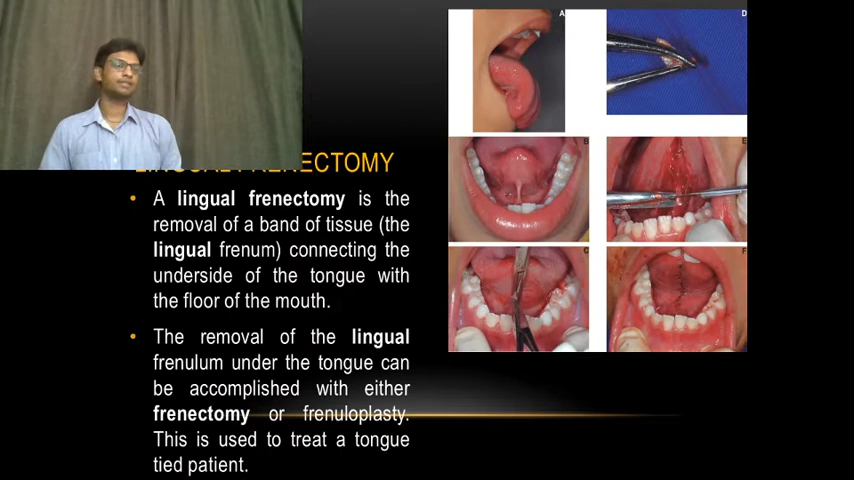 LINGUAL FRENECTOMY
• A lingual frenectomy is the
removal of a band of tissue (the
lingual frenum) connecting the
underside of the tongue with
the floor of the mouth.
• The removal of the lingual
frenulum under the tongue can
be accomplished with either
frenectomy or frenuloplasty.
This is used to treat a tongue
tied patient.
A
D
B
E
C
F